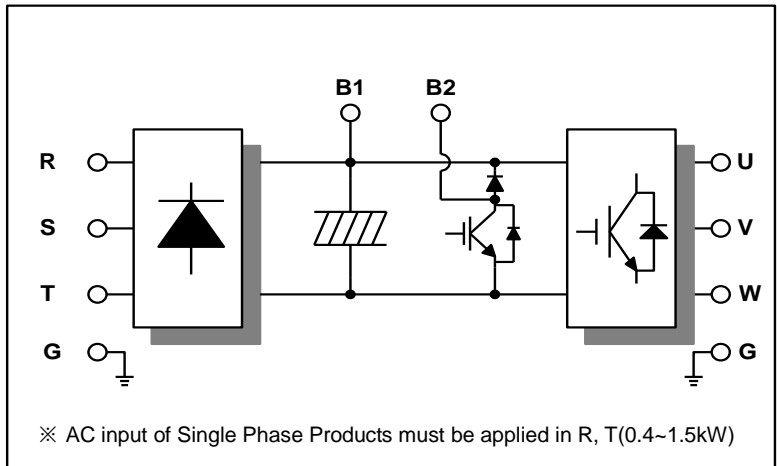 B1 B2
R U
S V
T W
G G
※ AC input of Single Phase Products must be applied in R, T(0.4~1.5kW)